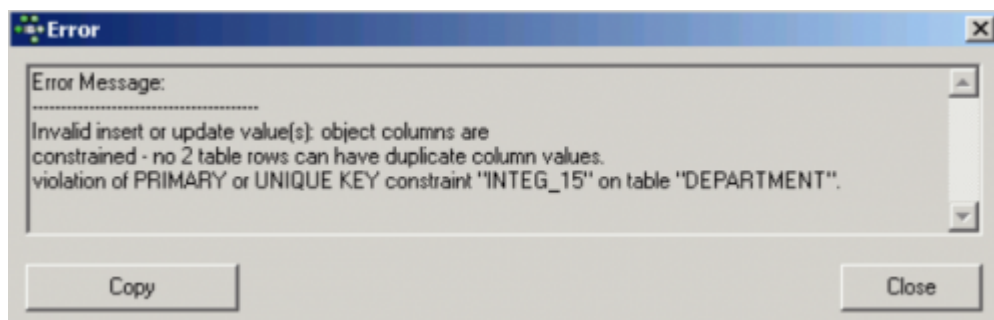 Error
Error Message:
-----------------------------------------
Invalid insert or update value(s): object columns are
constrained - no 2 table rows can have duplicate column values.
violation of PRIMARY or UNIQUE KEY constraint "INTEG_15" on table "DEPARTMENT".
Copy
Close